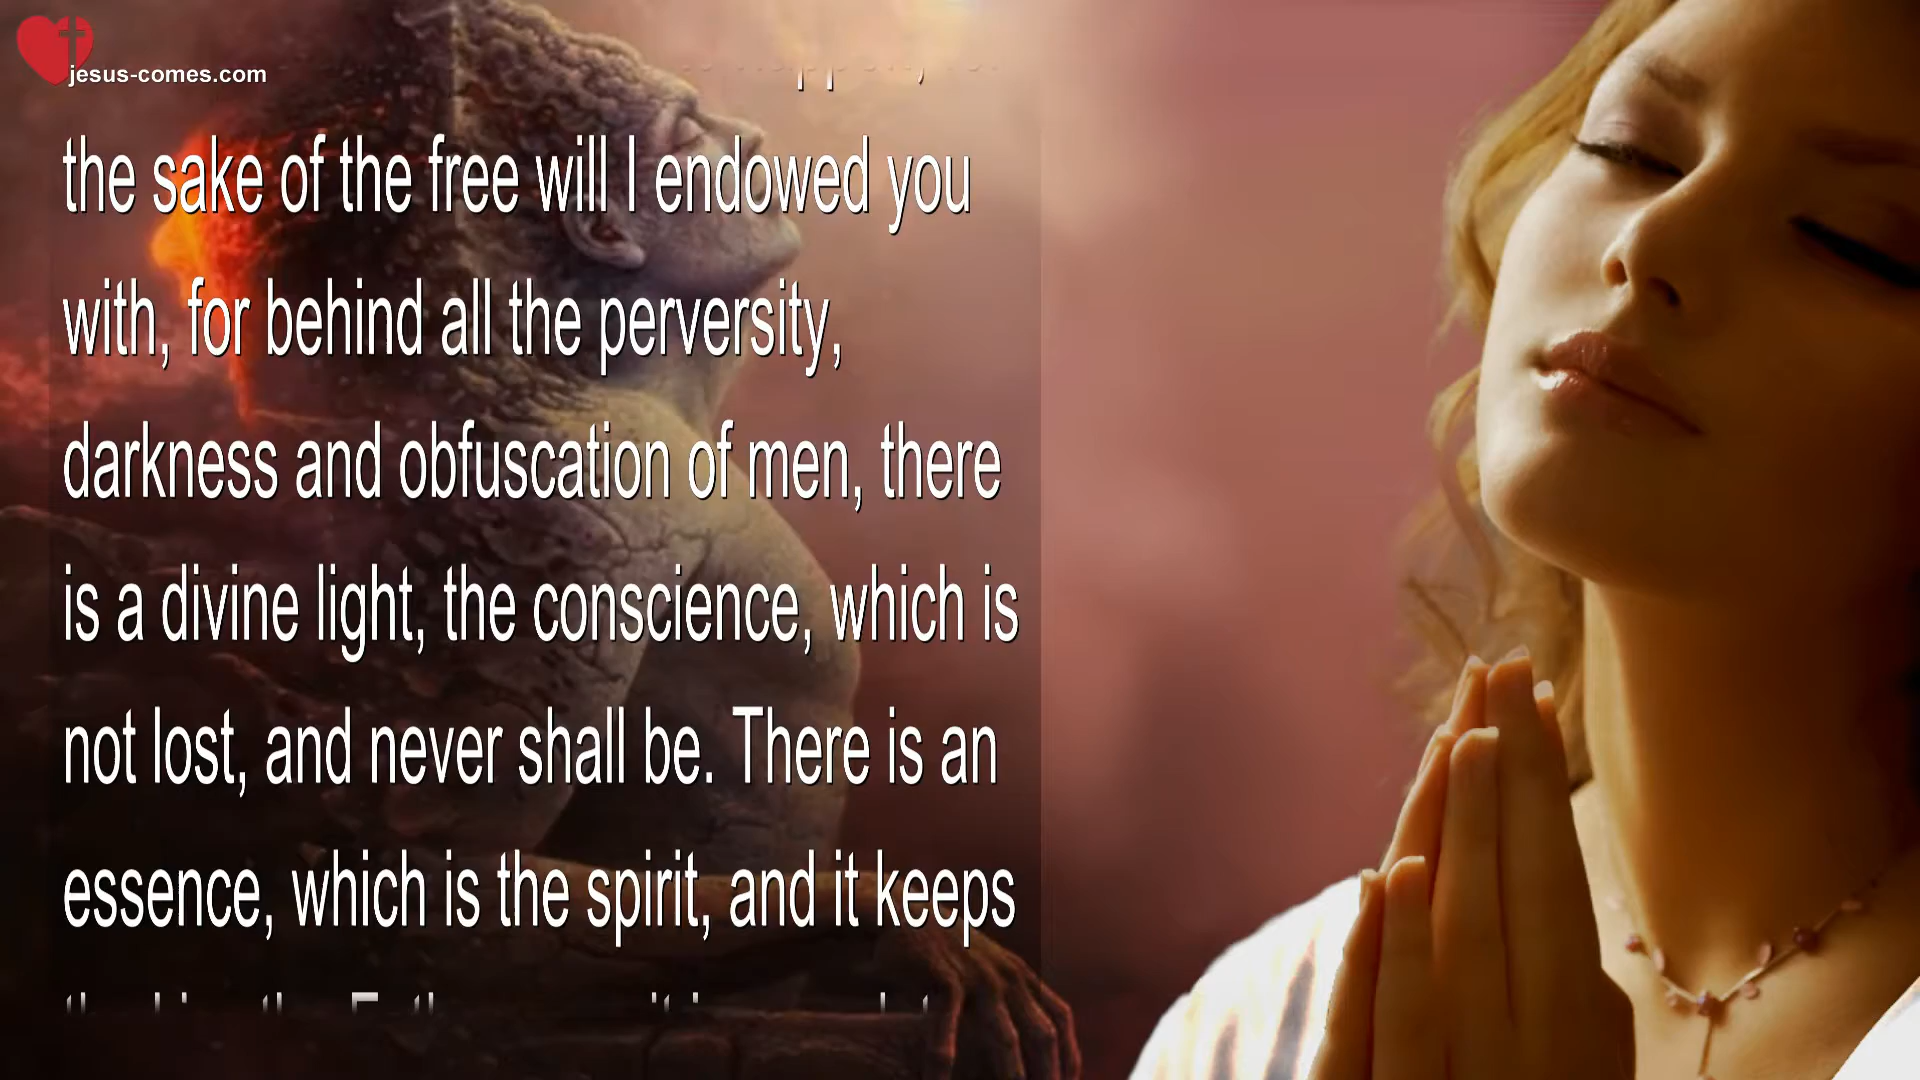 jesus-comes.com
the sake of the free will I endowed you
with, for behind all the perversity,
darkness and obfuscation of men, there
is a divine light, the conscience, which is
not lost, and never shall be. There is an
essence, which is the spirit, and it keeps